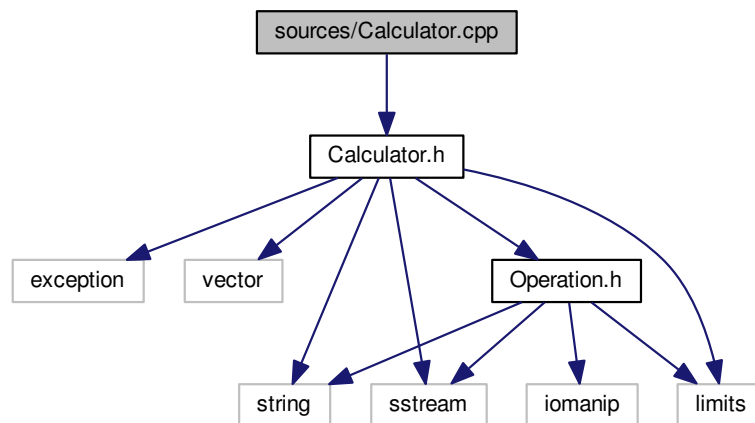 sources/Calculator.cpp
Calculator.h
exception
vector
Operation.h
string
sstream
iomanip
limits